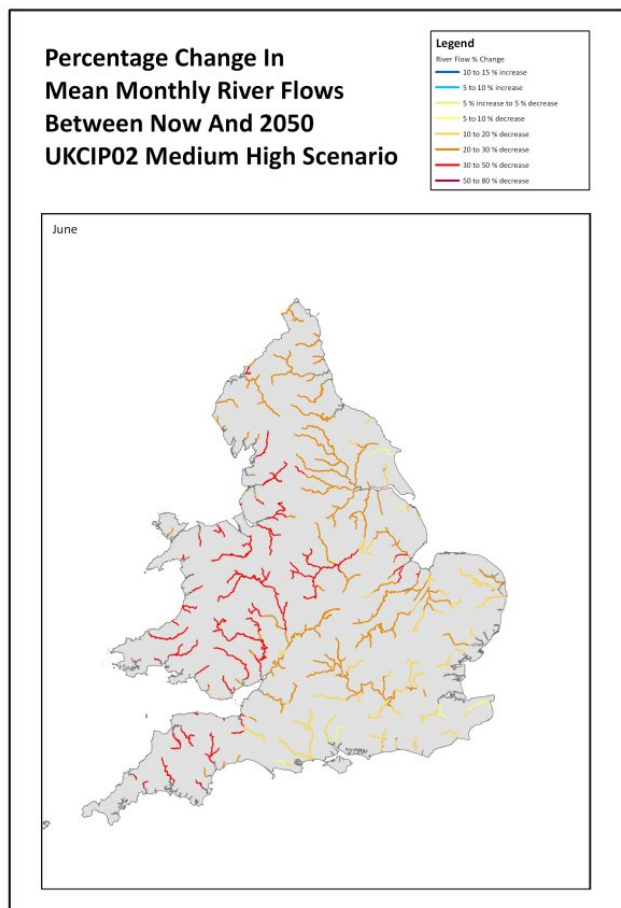 Percentage Change In
Mean Monthly River Flows
Between Now And 2050
UKCIP02 Medium High Scenario
Legend
River Flow % Change
10 to 15 % increase
5 to 10 % increase
5 % increase to 5 % decrease
5 to 10 % decrease
10 to 20 % decrease
20 to 30 % decrease
30 to 50 % decrease
50 to 80 % decrease
June